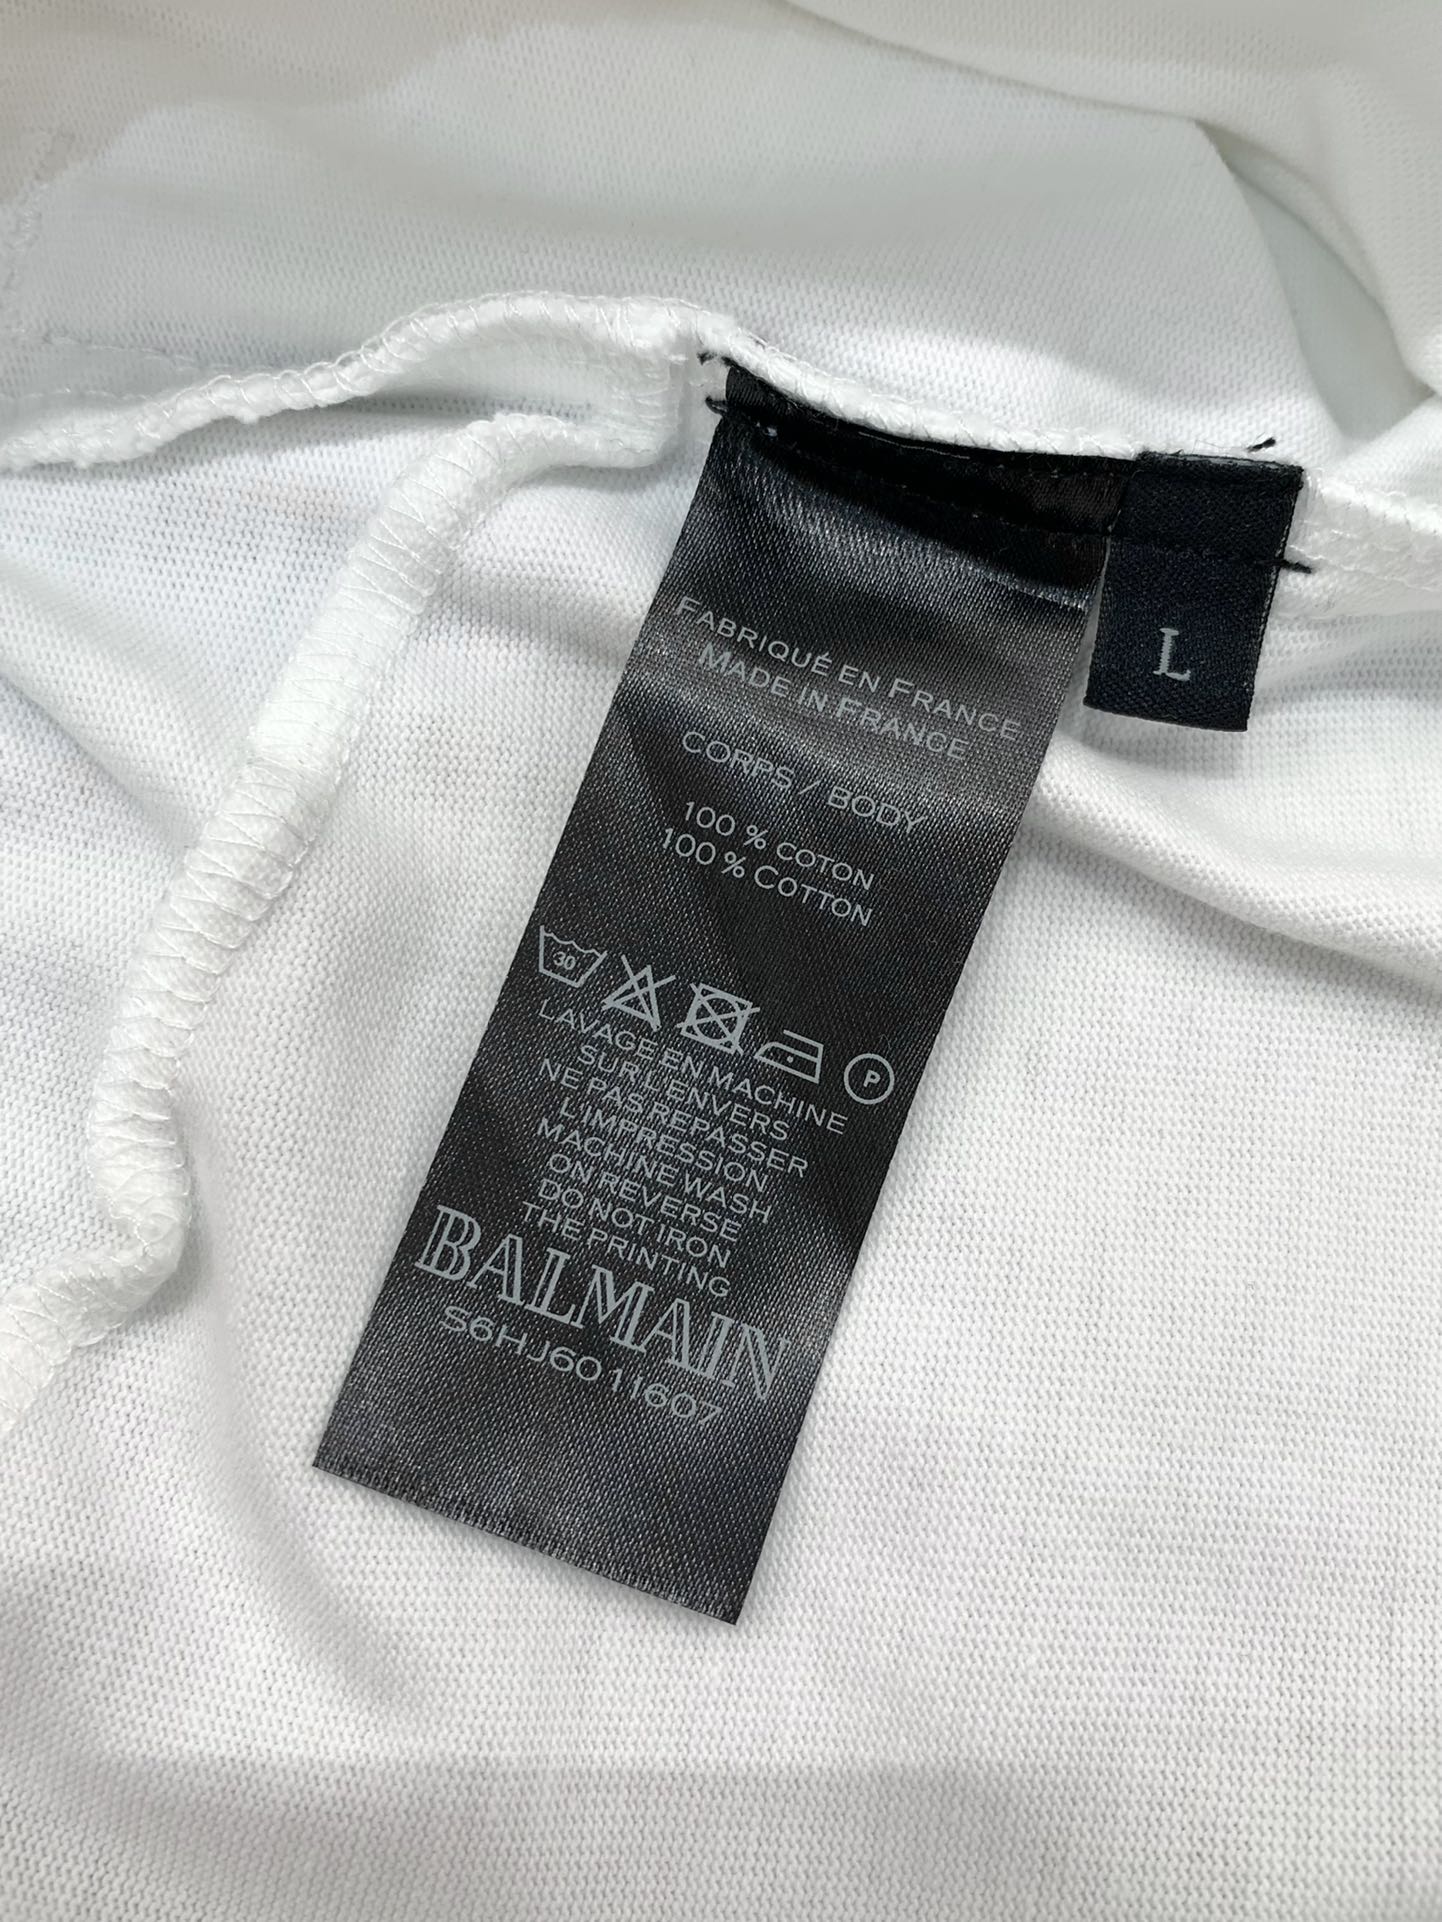 FABRIQUÉ EN FRANCE
MADE IN FRANCE
CORPS / BODY
100 % COTON
100 % COTTON
30
P
LAVAGE EN MACHINE
SUR L'ENVERS
NE PAS REPASSER
L'IMPRESSION
MACHINE WASH
ON REVERSE
DO NOT IRON
THE PRINTING
BALMAIN
S6HJ6011607
L